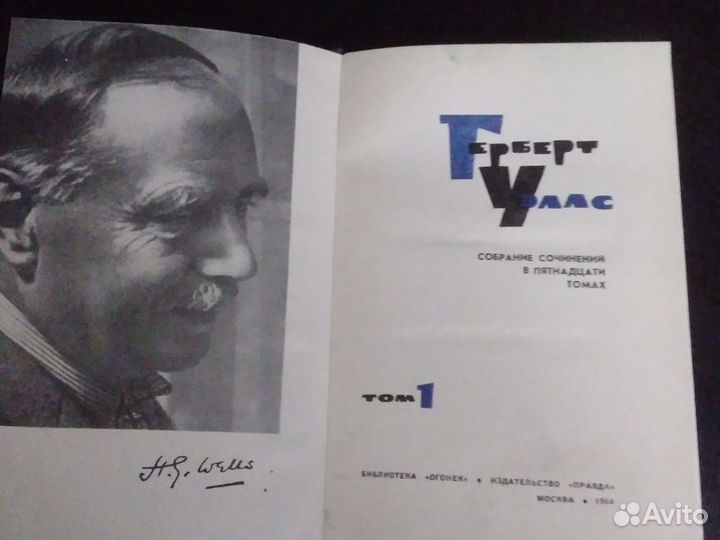 H. G. Wells.
Герберт
Уэллс
СОБРАНИЕ СОЧИНЕНИЙ
В ПЯТНАДЦАТИ
ТОМАХ
ТОМ 1
БИБЛИОТЕКА «ОГОНЕК» • ИЗДАТЕЛЬСТВО «ПРАВДА»
МОСКВА • 1964
Avito